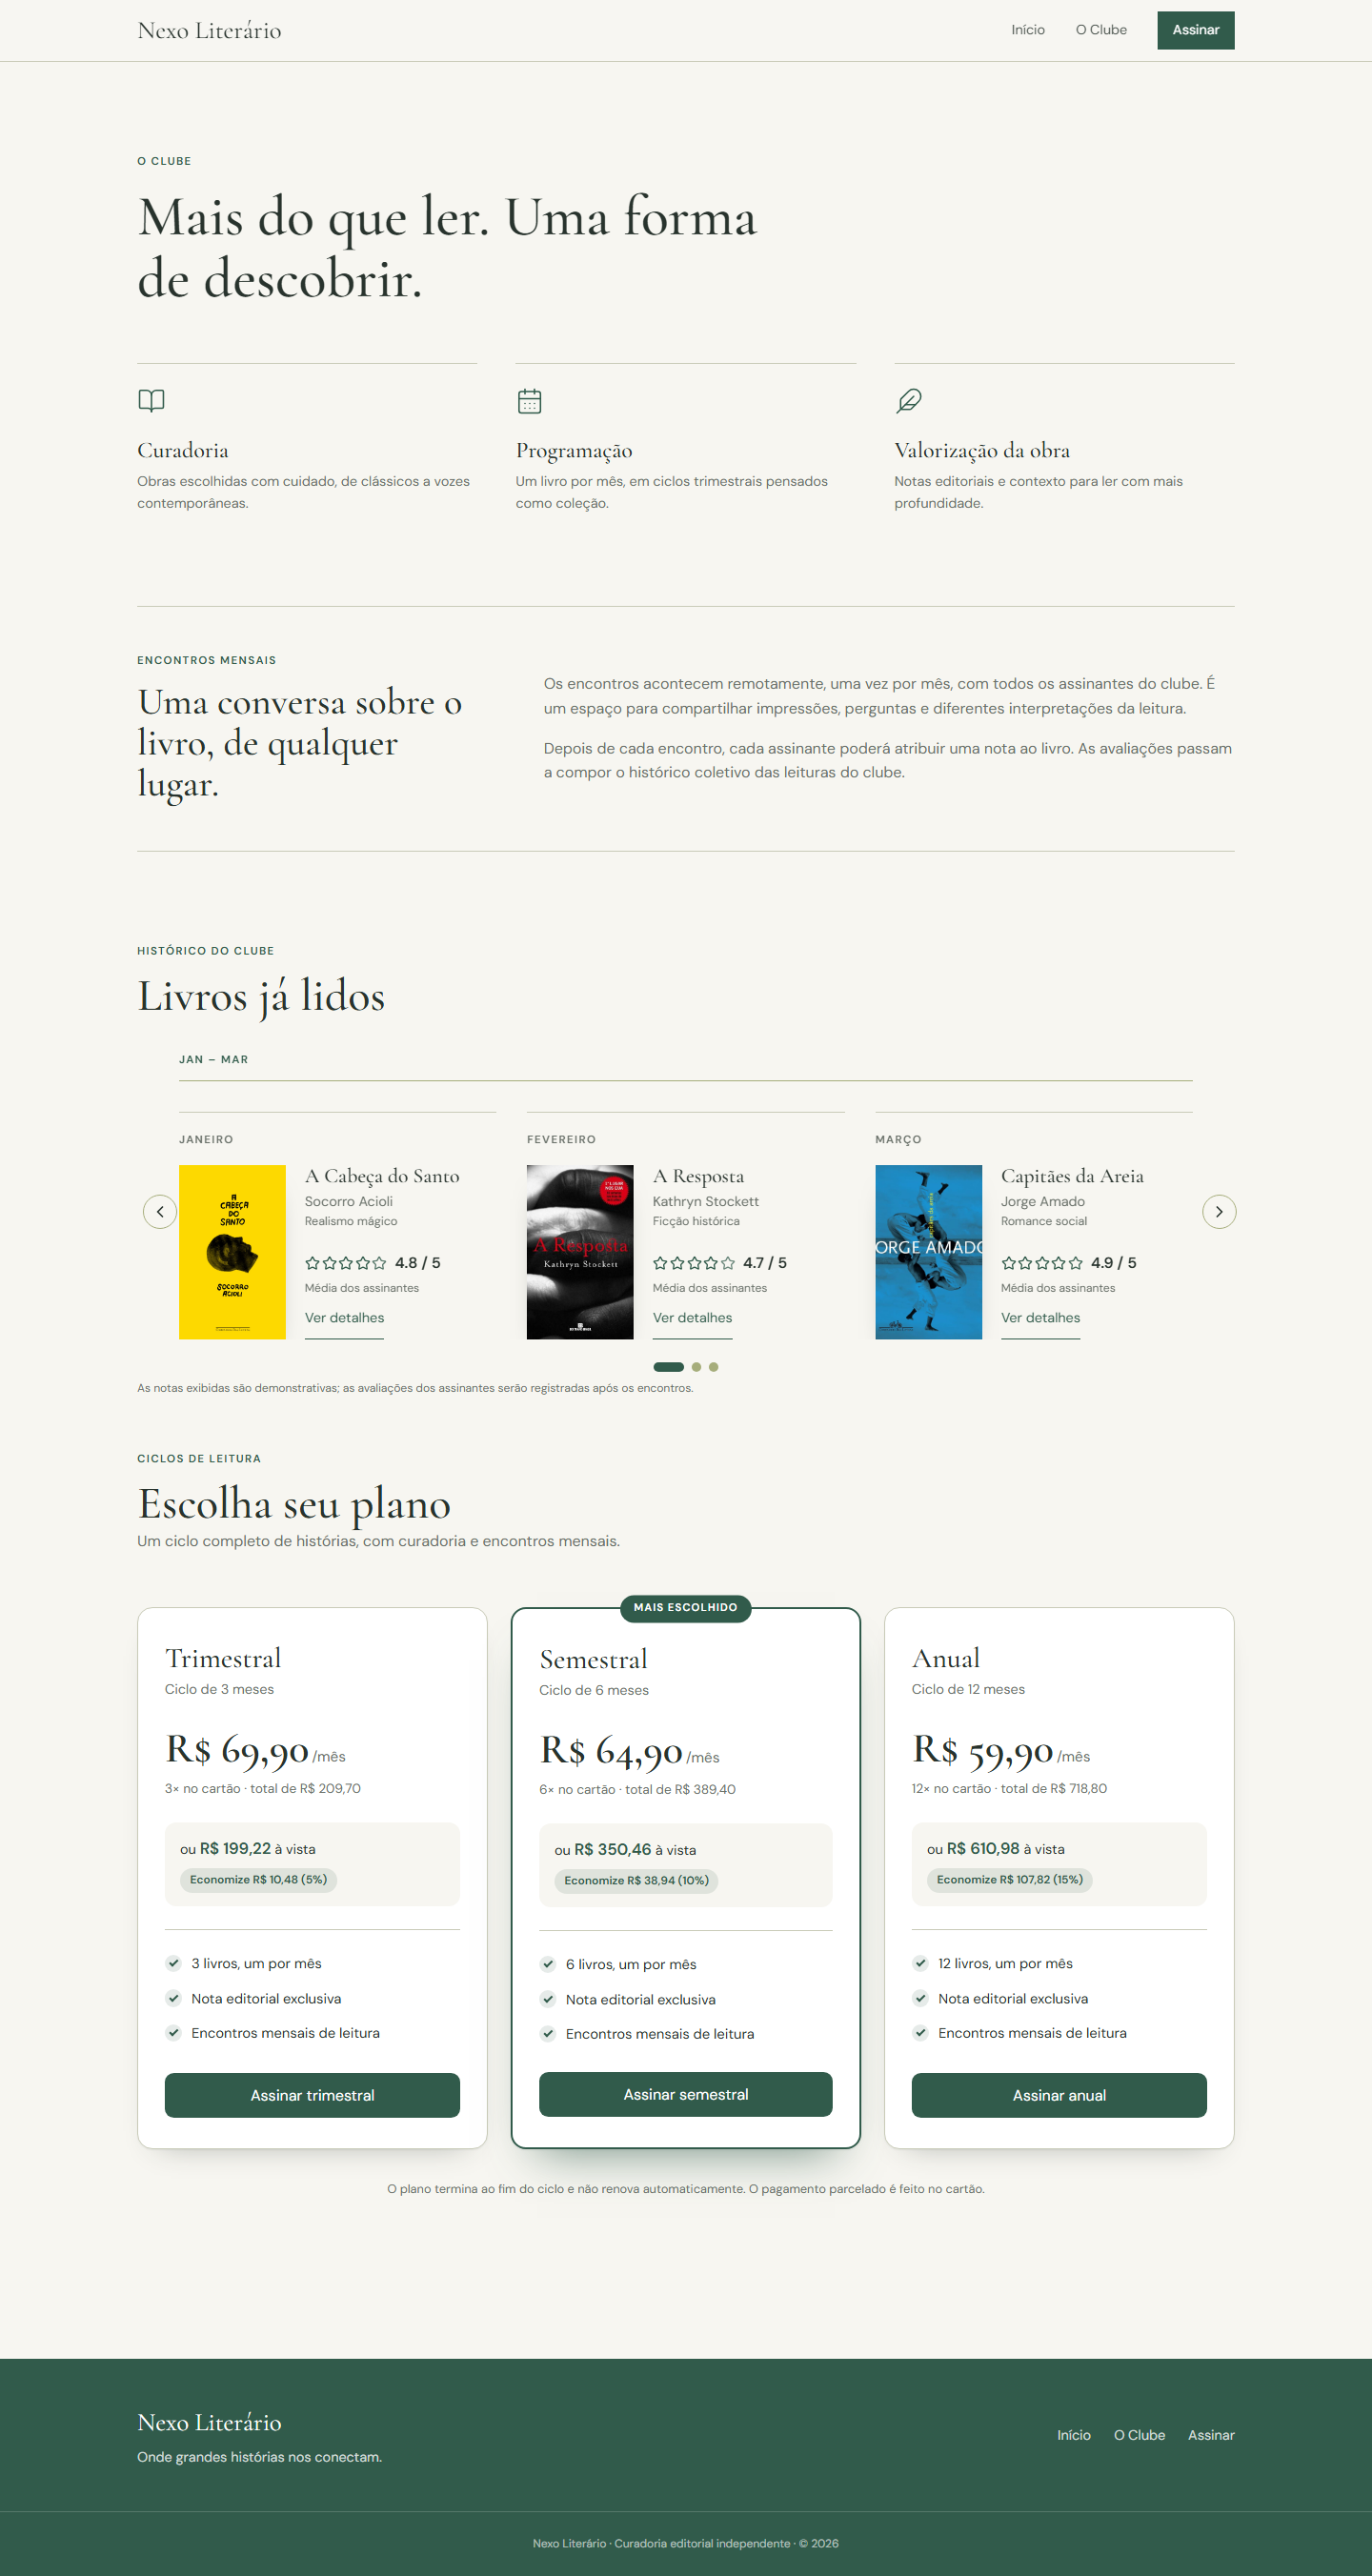 Nexo Literário
Início
O Clube
Assinar
O CLUBE
Mais do que ler. Uma forma
de descobrir.
Curadoria
Obras escolhidas com cuidado, de clássicos a vozes
contemporâneas.
Programação
Um livro por mês, em ciclos trimestrais pensados
como coleção.
Valorização da obra
Notas editoriais e contexto para ler com mais
profundidade.
ENCONTROS MENSAIS
Uma conversa sobre o
livro, de qualquer
lugar.
Os encontros acontecem remotamente, uma vez por mês, com todos os assinantes do clube. É
um espaço para compartilhar impressões, perguntas e diferentes interpretações da leitura.
Depois de cada encontro, cada assinante poderá atribuir uma nota ao livro. As avaliações passam
a compor o histórico coletivo das leituras do clube.
HISTÓRICO DO CLUBE
Livros já lidos
JAN – MAR
JANEIRO
A
CABEÇA
DO
SANTO
SOCORRO
ACIOLI
A Cabeça do Santo
Socorro Acioli
Realismo mágico
4.8 / 5
Média dos assinantes
Ver detalhes
FEVEREIRO
A Resposta
Kathryn Stockett
A Resposta
Kathryn Stockett
Ficção histórica
4.7 / 5
Média dos assinantes
Ver detalhes
MARÇO
JORGE AMADO
Capitães da Areia
Jorge Amado
Romance social
4.9 / 5
Média dos assinantes
Ver detalhes
As notas exibidas são demonstrativas; as avaliações dos assinantes serão registradas após os encontros.
CICLOS DE LEITURA
Escolha seu plano
Um ciclo completo de histórias, com curadoria e encontros mensais.
Trimestral
Ciclo de 3 meses
R$ 69,90 /mês
3× no cartão · total de R$ 209,70
ou R$ 199,22 à vista
Economize R$ 10,48 (5%)
3 livros, um por mês
Nota editorial exclusiva
Encontros mensais de leitura
Assinar trimestral
MAIS ESCOLHIDO
Semestral
Ciclo de 6 meses
R$ 64,90 /mês
6× no cartão · total de R$ 389,40
ou R$ 350,46 à vista
Economize R$ 38,94 (10%)
6 livros, um por mês
Nota editorial exclusiva
Encontros mensais de leitura
Assinar semestral
Anual
Ciclo de 12 meses
R$ 59,90 /mês
12× no cartão · total de R$ 718,80
ou R$ 610,98 à vista
Economize R$ 107,82 (15%)
12 livros, um por mês
Nota editorial exclusiva
Encontros mensais de leitura
Assinar anual
O plano termina ao fim do ciclo e não renova automaticamente. O pagamento parcelado é feito no cartão.
Nexo Literário
Onde grandes histórias nos conectam.
Início
O Clube
Assinar
Nexo Literário · Curadoria editorial independente · © 2026